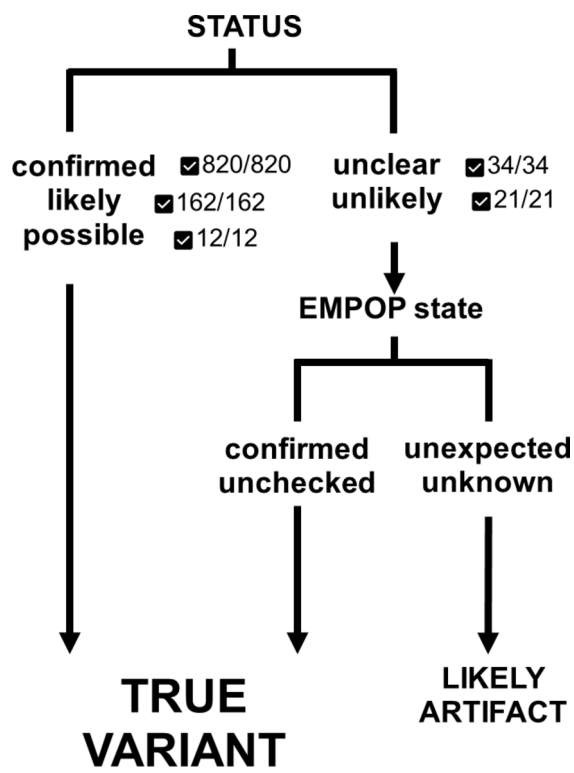 STATUS
confirmed ☑820/820
likely ☑162/162
possible ☑12/12
unclear ☑34/34
unlikely ☑21/21
EMPOP state
confirmed
unchecked
unexpected
unknown
TRUE
VARIANT
LIKELY
ARTIFACT